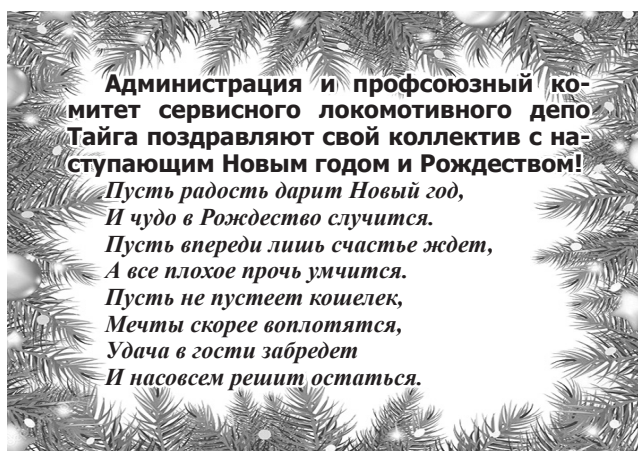 Администрация и профсоюзный ко-
митет сервисного локомотивного депо
Тайга поздравляют свой коллектив с на-
ступающим Новым годом и Рождеством!
Пусть радость дарит Новый год,
И чудо в Рождество случится.
Пусть впереди лишь счастье ждет,
А все плохое прочь умчится.
Пусть не пустеет кошелек,
Мечты скорее воплотятся,
Удача в гости забредет
И насовсем решит остаться.